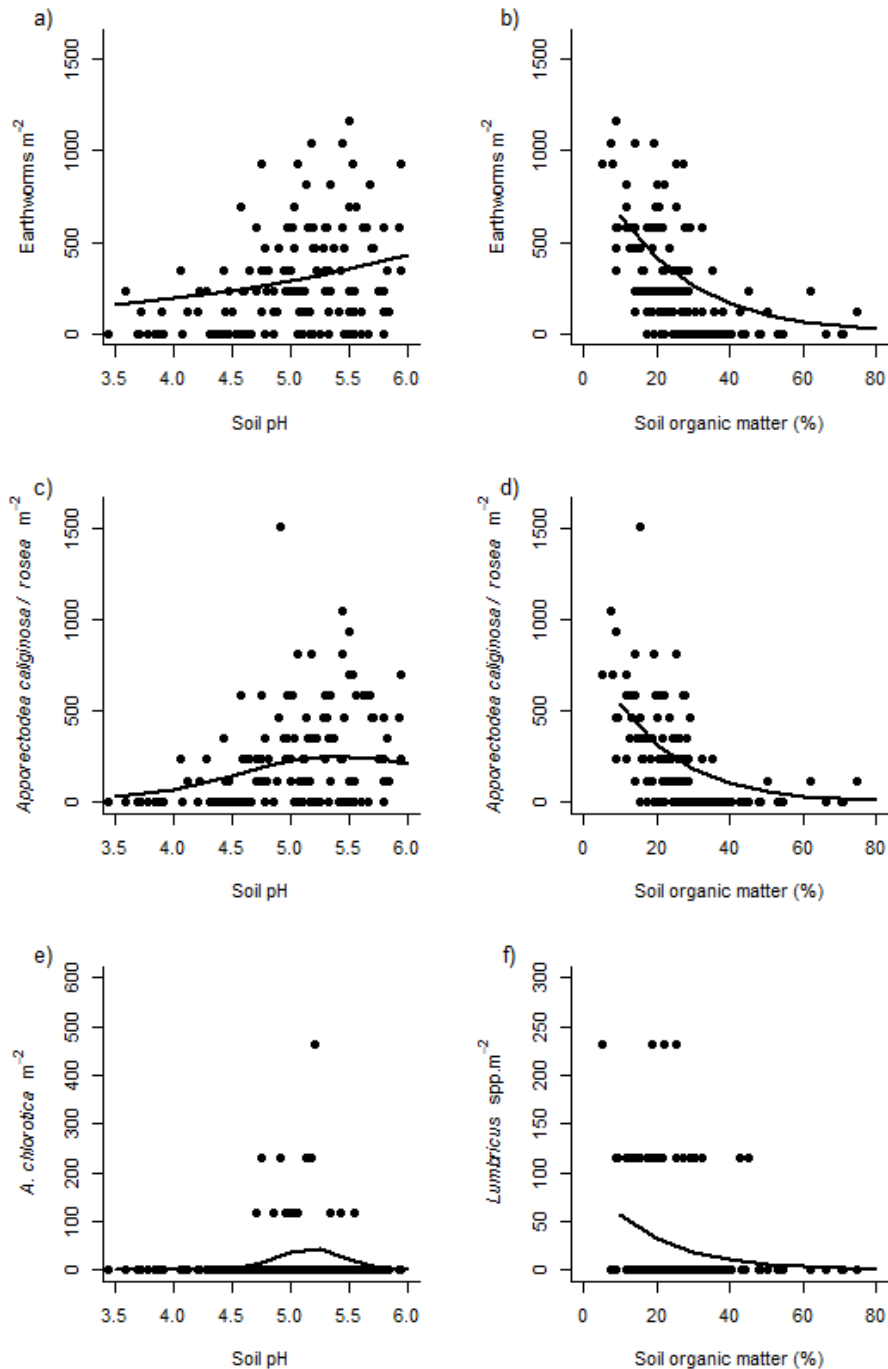 a)
Earthworms m⁻²
0 500 1000 1500
3.5 4.0 4.5 5.0 5.5 6.0
Soil pH
b)
Earthworms m⁻²
0 500 1000 1500
0 20 40 60 80
Soil organic matter (%)
c)
Apporectodea caliginosa / rosea m⁻²
0 500 1000 1500
3.5 4.0 4.5 5.0 5.5 6.0
Soil pH
d)
Apporectodea caliginosa / rosea m⁻²
0 500 1000 1500
0 20 40 60 80
Soil organic matter (%)
e)
A. chlorotica m⁻²
0 100 200 300 400 500 600
3.5 4.0 4.5 5.0 5.5 6.0
Soil pH
f)
Lumbricus spp.m⁻²
0 50 100 150 200 250 300
0 20 40 60 80
Soil organic matter (%)